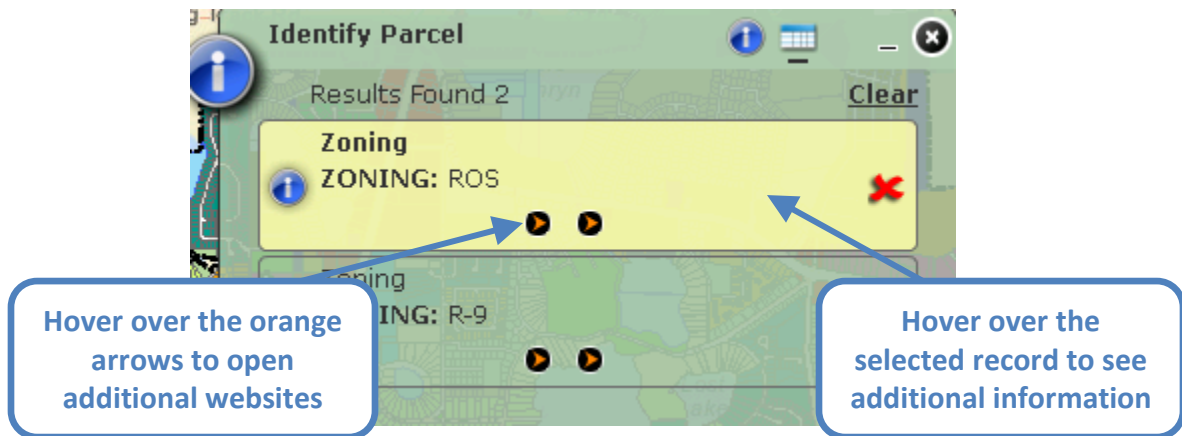 Identify Parcel
Results Found 2
Clear
Zoning
ZONING: ROS
Zoning
ING: R-9
Hover over the orange
arrows to open
additional websites
Hover over the
selected record to see
additional information